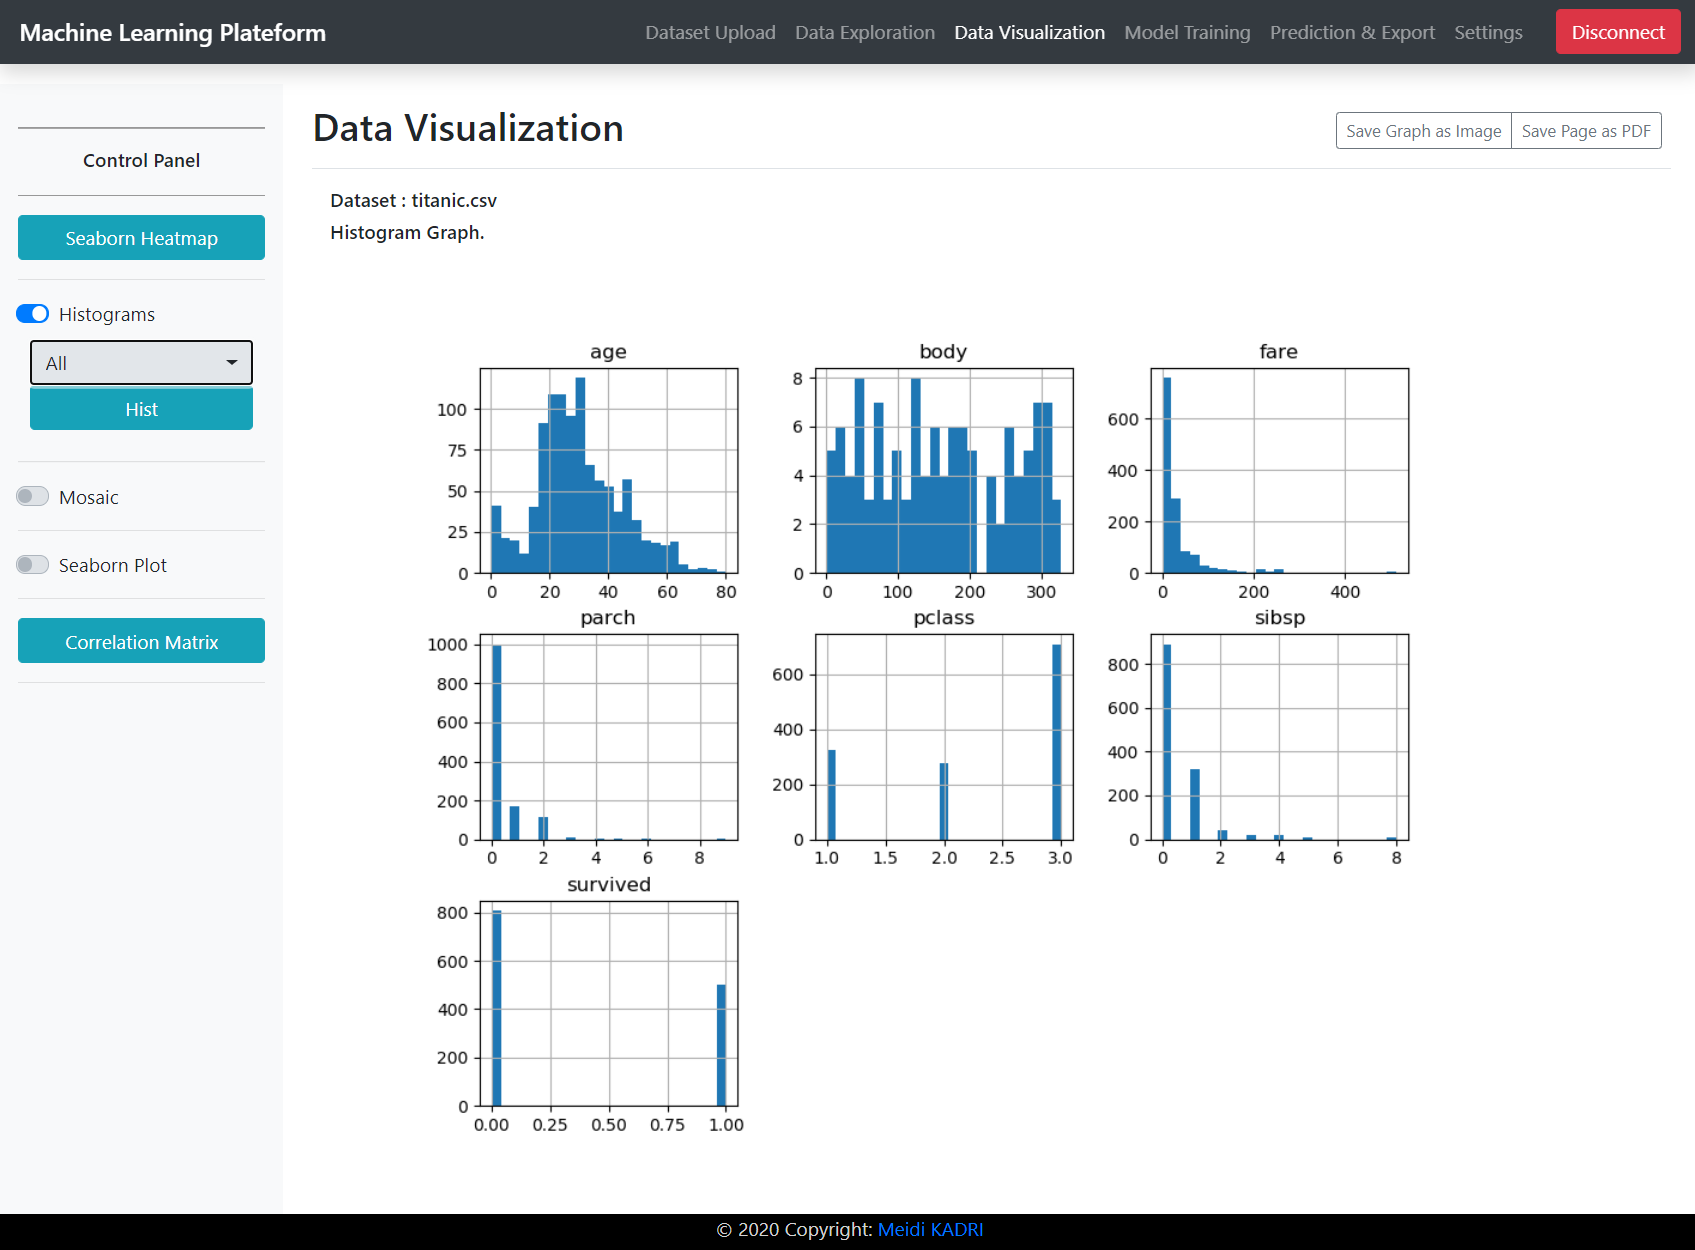 Machine Learning Plateform
Dataset Upload Data Exploration Data Visualization Model Training Prediction & Export Settings Disconnect
Control Panel
Seaborn Heatmap
Histograms
All
Hist
Mosaic
Seaborn Plot
Correlation Matrix
Data Visualization
Save Graph as Image Save Page as PDF
Dataset : titanic.csv
Histogram Graph.
age
100
75
50
25
0
0 20 40 60 80
body
8
6
4
2
0
0 100 200 300
fare
600
400
200
0
0 200 400
parch
1000
800
600
400
200
0
0 2 4 6 8
pclass
600
400
200
0
1.0 1.5 2.0 2.5 3.0
sibsp
800
600
400
200
0
0 2 4 6 8
survived
800
600
400
200
0
0.00 0.25 0.50 0.75 1.00
© 2020 Copyright: Meidi KADRI